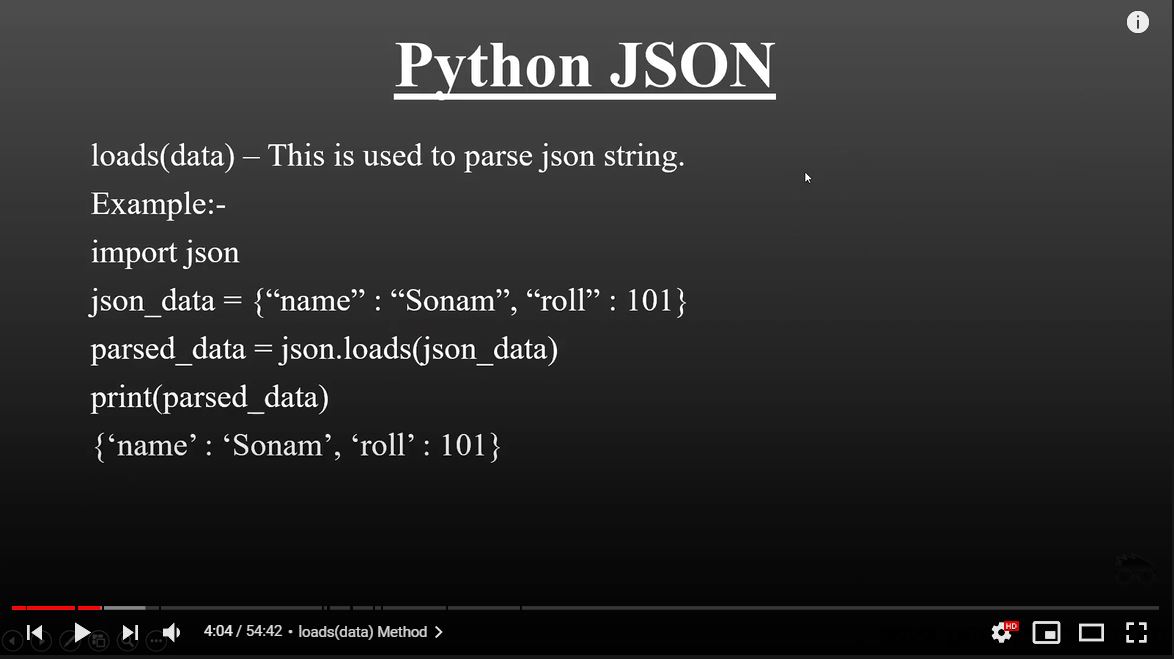 Python JSON
loads(data) – This is used to parse json string.
Example:-
import json
json_data = {“name” : “Sonam”, “roll” : 101}
parsed_data = json.loads(json_data)
print(parsed_data)
{‘name’ : ‘Sonam’, ‘roll’ : 101}
4:04 / 54:42 • loads(data) Method >
HD